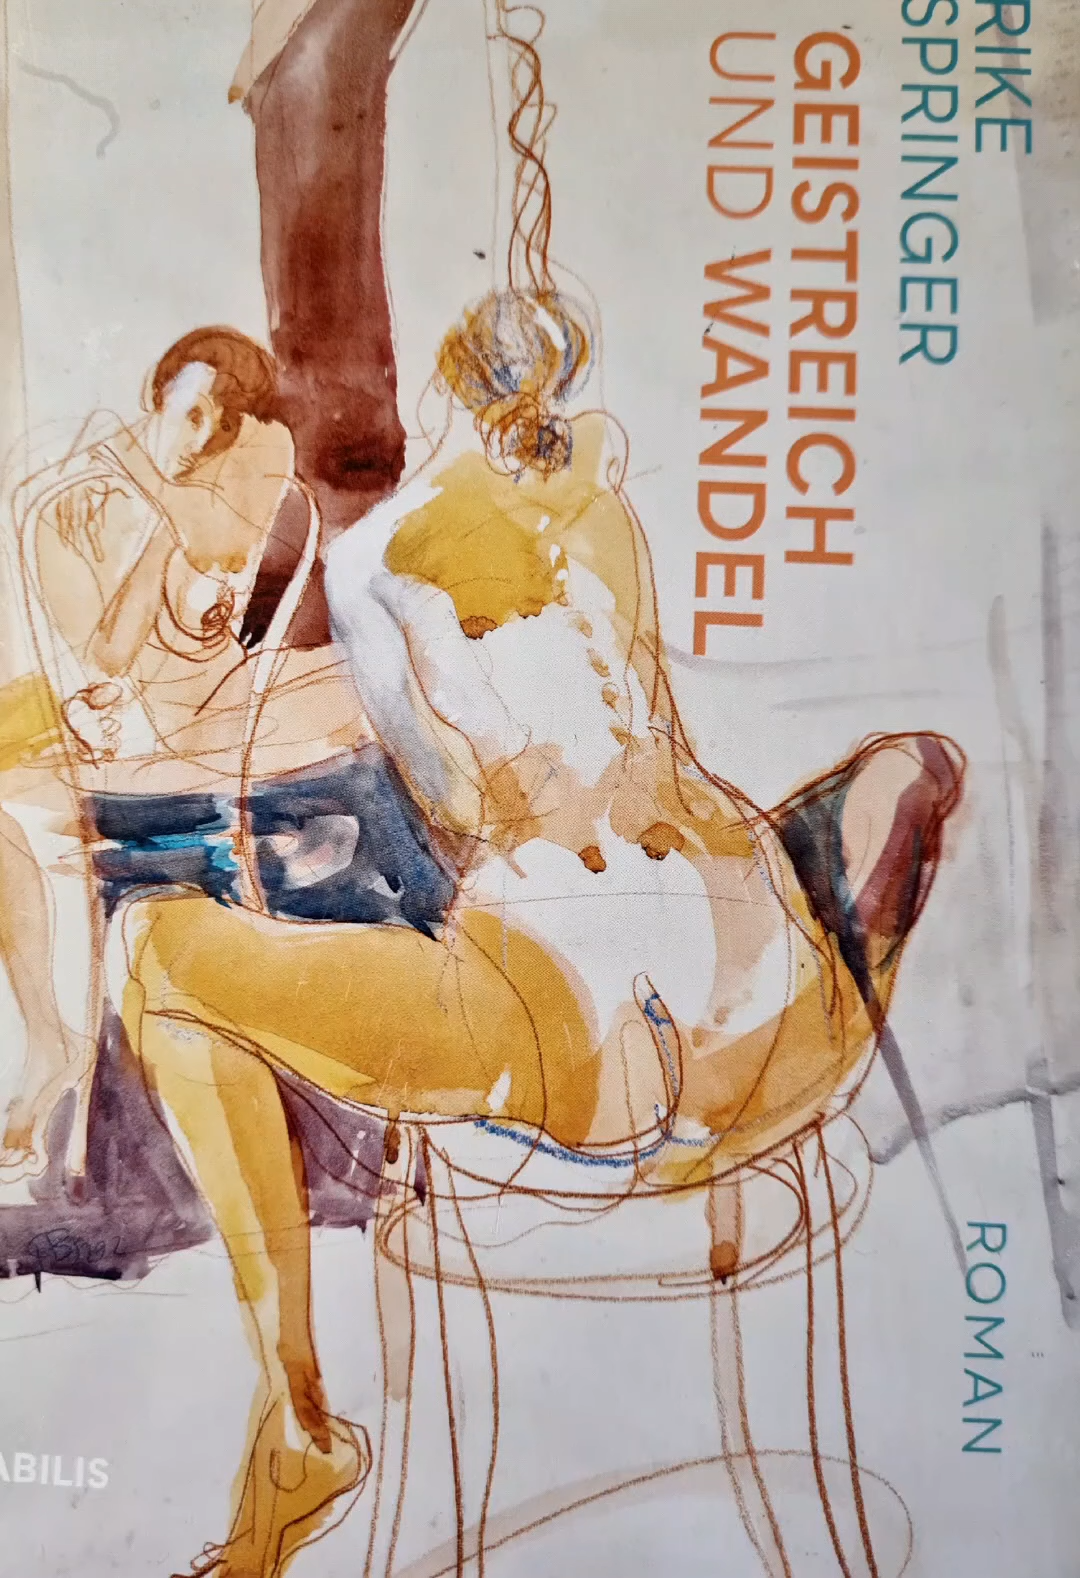 RIKE
SPRINGER
GEISTREICH
UND WANDEL
ROMAN
ABILIS